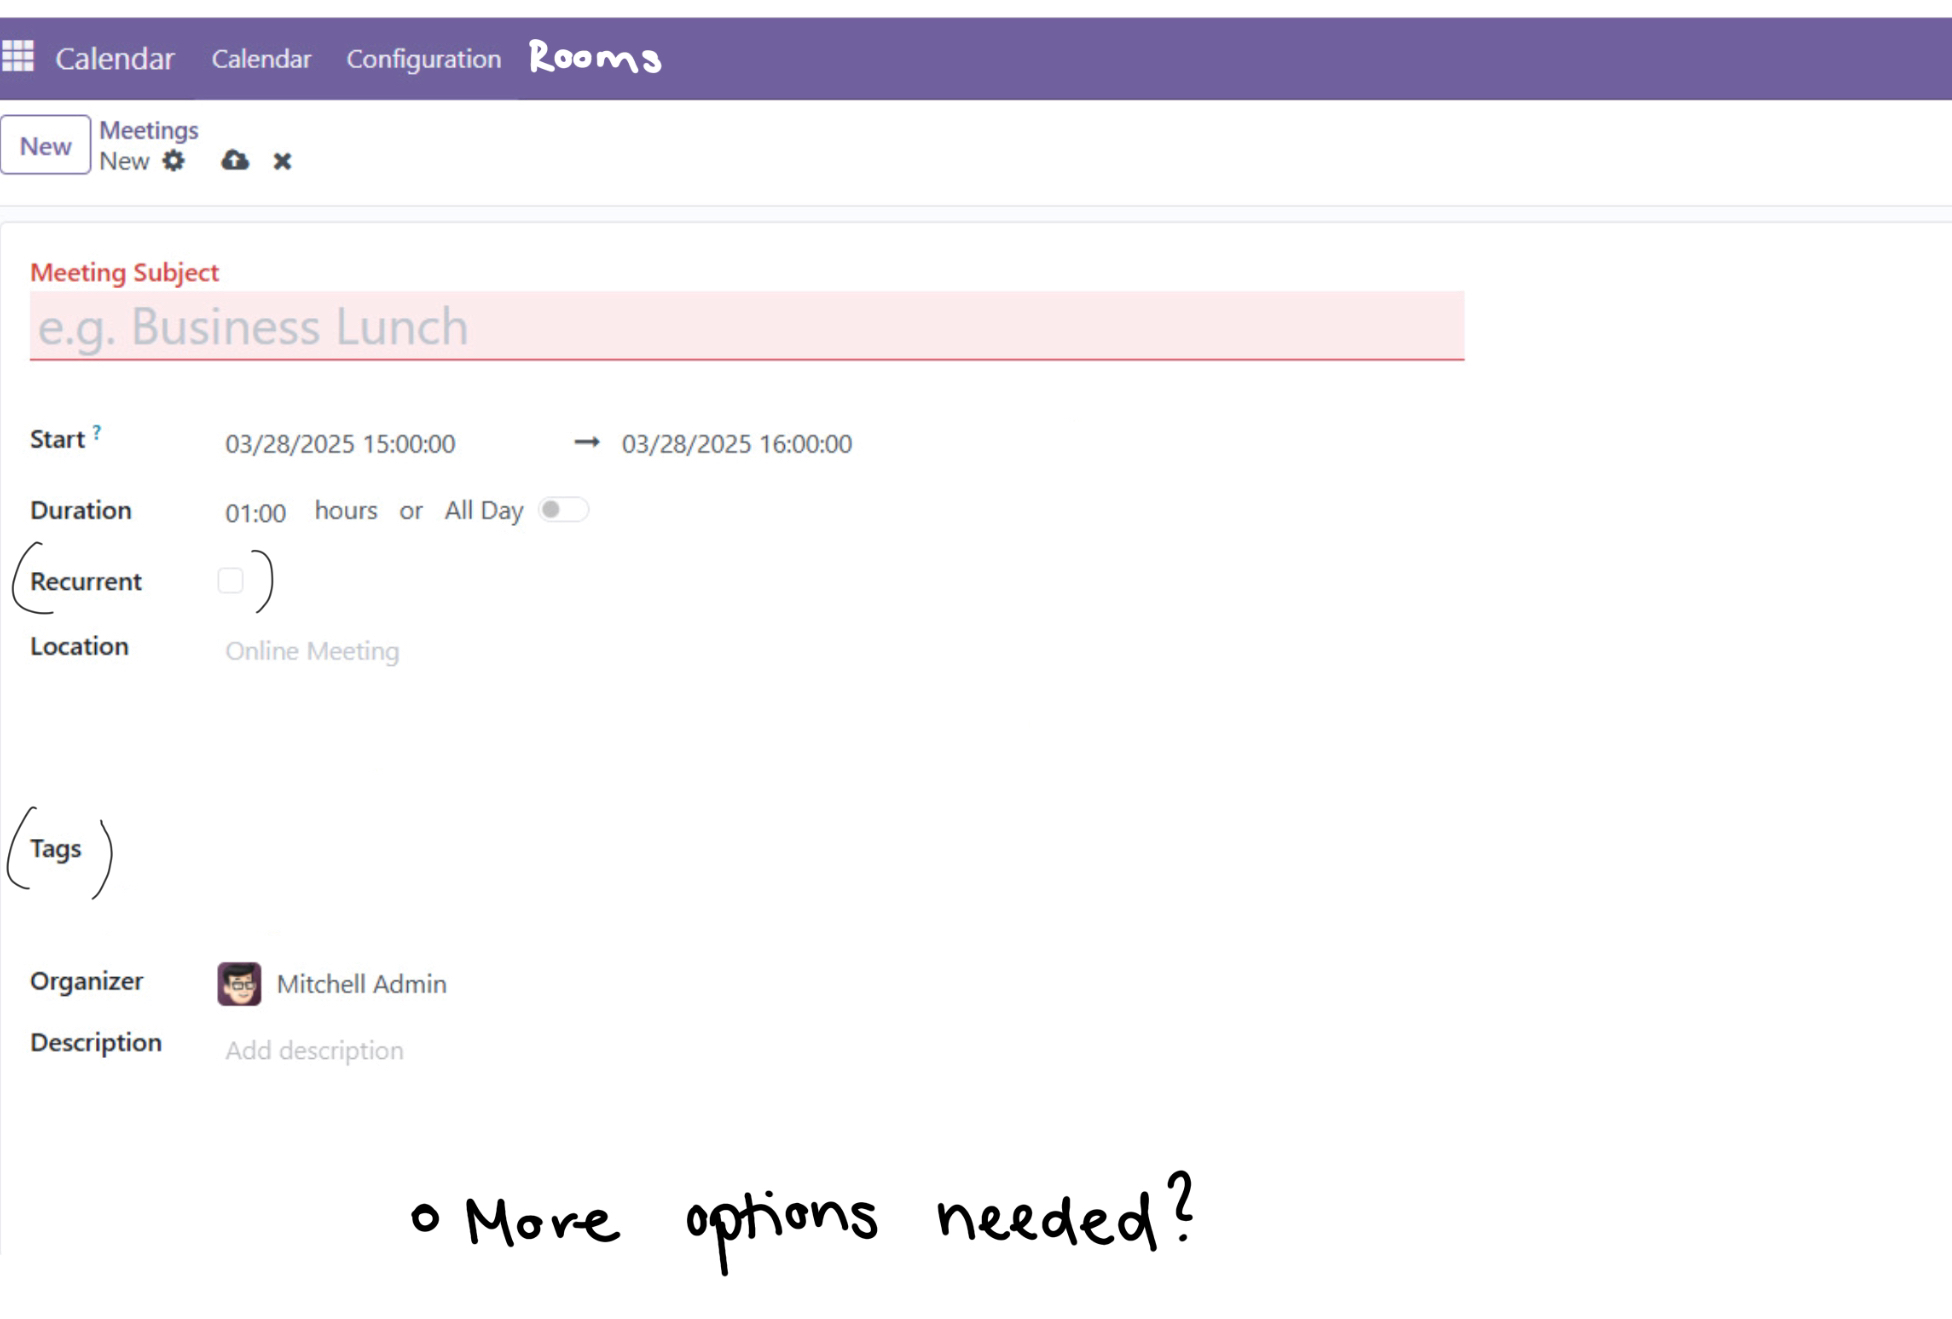 Calendar Calendar Configuration Rooms
New Meetings
New
Meeting Subject
e.g. Business Lunch
Start ? 03/28/2025 15:00:00 → 03/28/2025 16:00:00
Duration 01:00 hours or All Day
(Recurrent )
Location Online Meeting
(Tags)
Organizer Mitchell Admin
Description Add description
• More options needed?